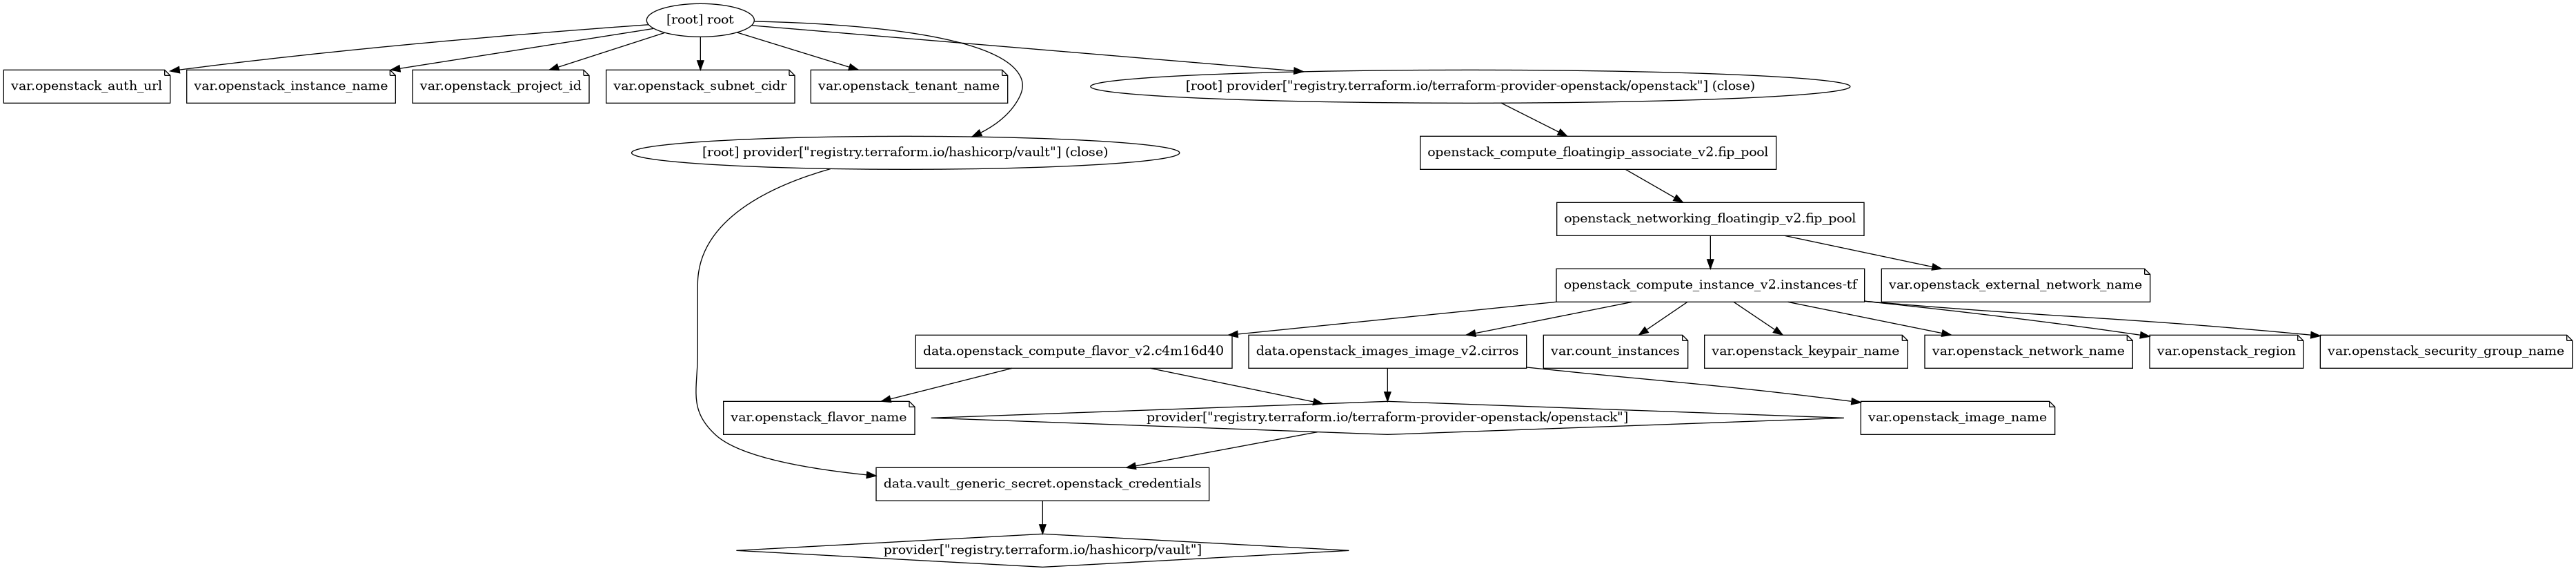 [root] root
var.openstack_auth_url
var.openstack_instance_name
var.openstack_project_id
var.openstack_subnet_cidr
var.openstack_tenant_name
[root] provider[\"registry.terraform.io/terraform-provider-openstack/openstack\"] (close)
[root] provider[\"registry.terraform.io/hashicorp/vault\"] (close)
openstack_compute_floatingip_associate_v2.fip_pool
openstack_networking_floatingip_v2.fip_pool
openstack_compute_instance_v2.instances-tf
var.openstack_external_network_name
data.openstack_compute_flavor_v2.c4m16d40
data.openstack_images_image_v2.cirros
var.count_instances
var.openstack_keypair_name
var.openstack_network_name
var.openstack_region
var.openstack_security_group_name
var.openstack_flavor_name
provider[\"registry.terraform.io/terraform-provider-openstack/openstack\"]
var.openstack_image_name
data.vault_generic_secret.openstack_credentials
provider[\"registry.terraform.io/hashicorp/vault\"]